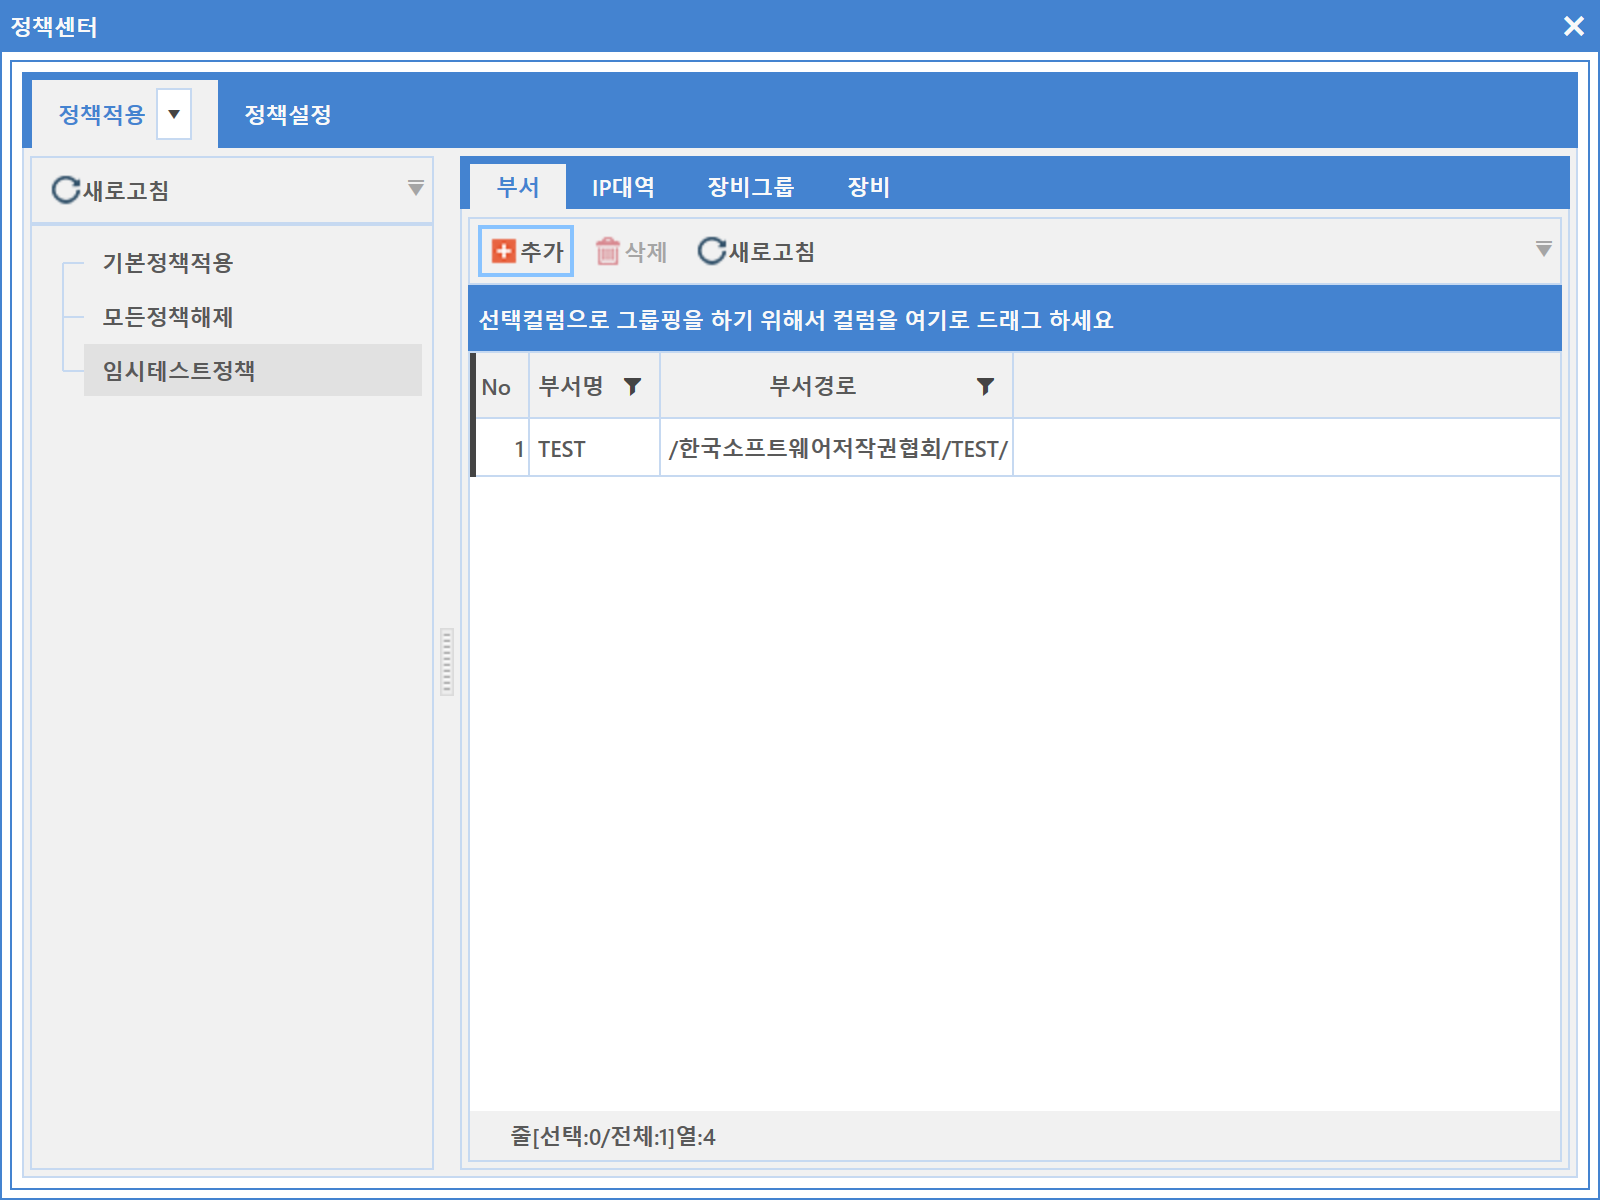 정책센터
정책적용 정책설정
새로고침
기본정책적용
모든정책해제
임시테스트정책
부서 IP대역 장비그룹 장비
추가 삭제 새로고침
선택컬럼으로 그룹핑을 하기 위해서 컬럼을 여기로 드래그 하세요
No 부서명 부서경로
1 TEST /한국소프트웨어저작권협회/TEST/
줄[선택:0/전체:1]열:4